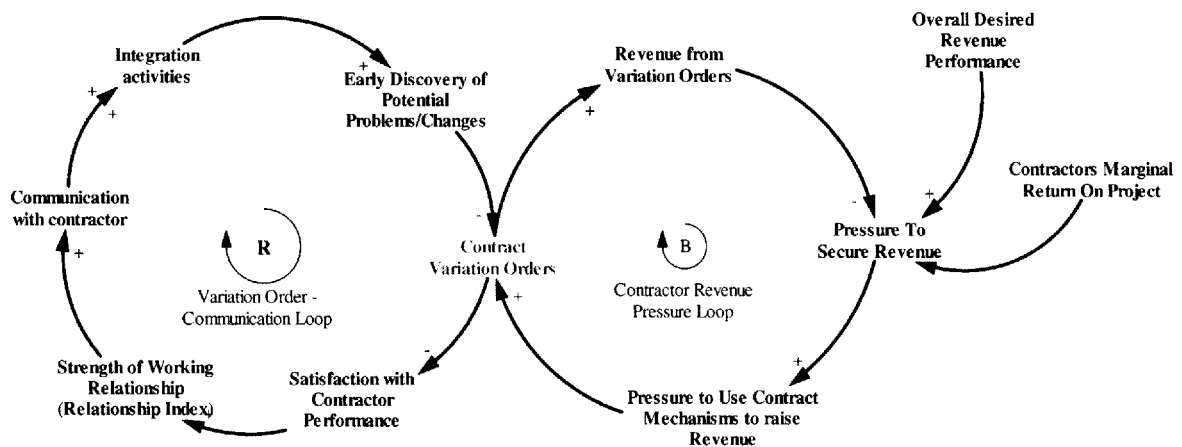 Integration
activities
+
+
+
Early Discovery of
Potential
Problems/Changes
Revenue from
Variation Orders
+
Overall Desired
Revenue
Performance
Contractors Marginal
Return On Project
Communication
with contractor
+
R
Variation Order -
Communication Loop
-
Contract
Variation Orders
+
B
Contractor Revenue
Pressure Loop
-
+
Pressure To
Secure Revenue
Strength of Working
Relationship
(Relationship Index)
-
Satisfaction with
Contractor
Performance
+
Pressure to Use Contract
Mechanisms to raise
Revenue